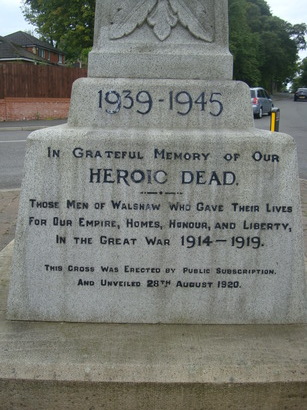 1939-1945
In Grateful Memory of Our
HEROIC DEAD.
Those Men of Walshaw Who Gave Their Lives
For Our Empire, Homes, Honour, and Liberty,
In the Great War 1914-1919.
This Cross Was Erected by Public Subscription,
And Unveiled 28th August 1920.